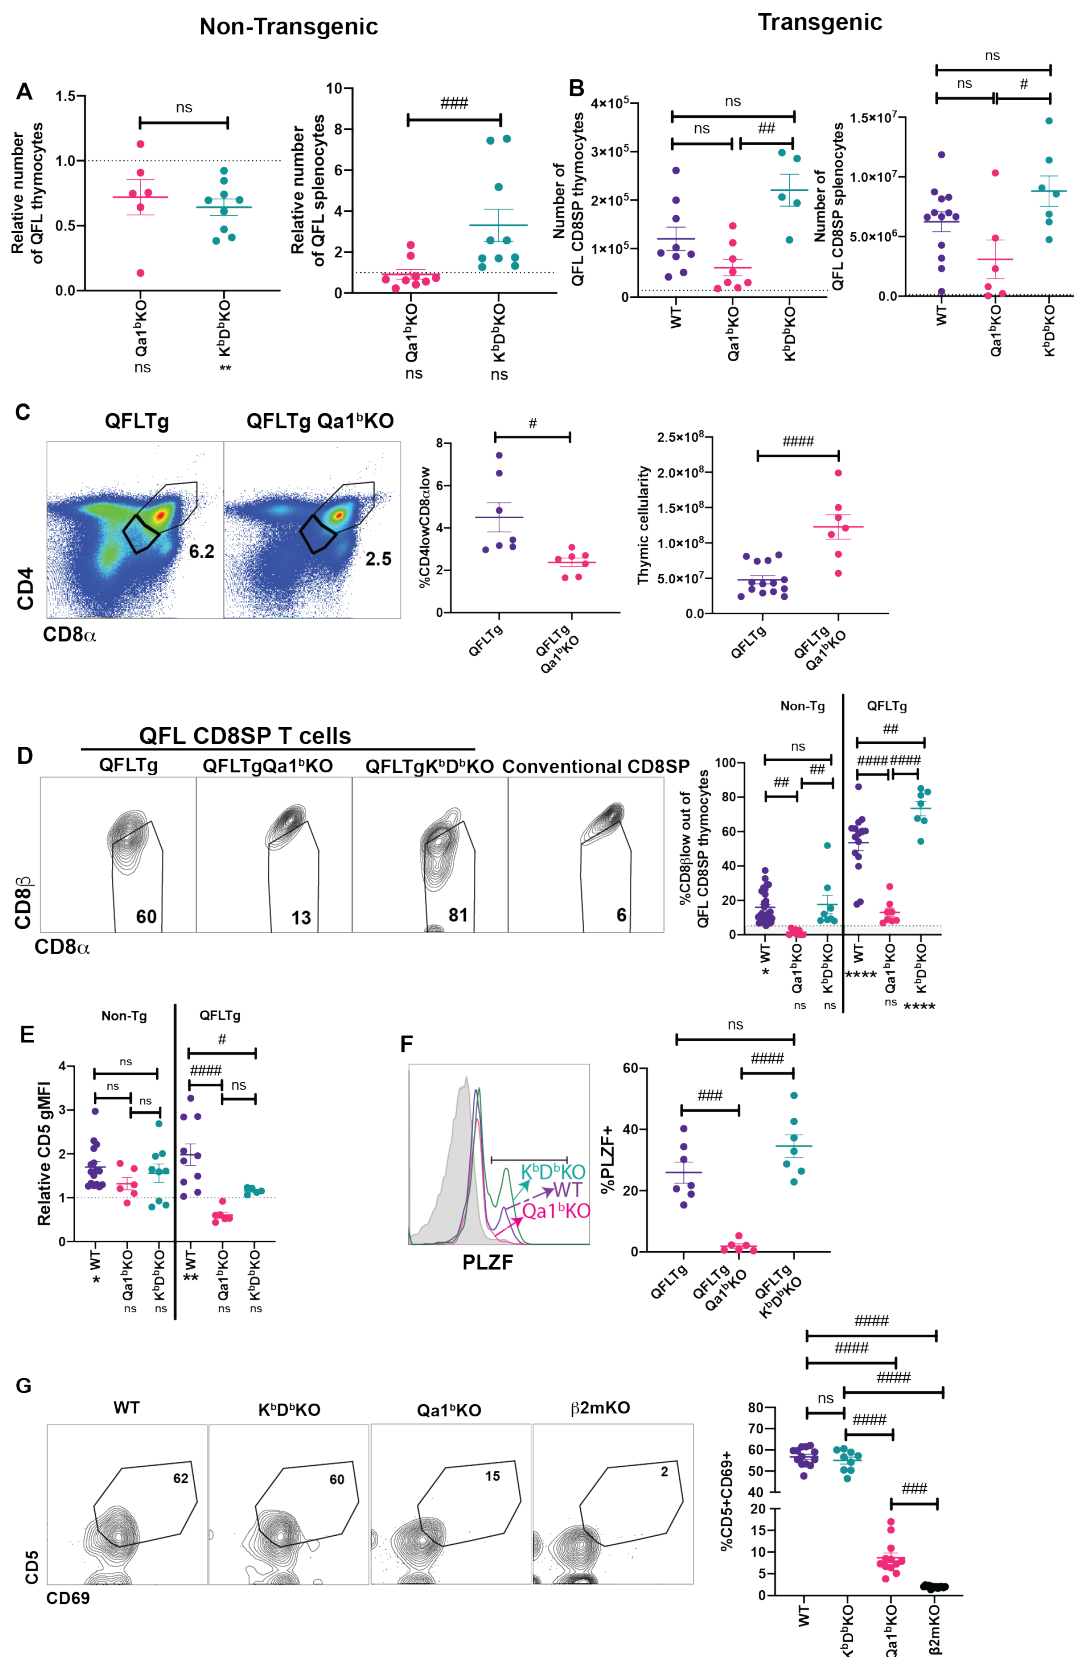 Non-Transgenic
Transgenic
A
Relative number
of QFL thymocytes
1.5
1.0
0.5
0.0
ns
Qa1ᵇKO
ns
KᵇDᵇKO
**
Relative number
of QFL splenocytes
10
8
6
4
2
0
###
Qa1ᵇKO
ns
KᵇDᵇKO
ns
B
Number of
QFL CD8SP thymocytes
4×10⁵
3×10⁵
2×10⁵
1×10⁵
0
ns
ns
##
WT
Qa1ᵇKO
KᵇDᵇKO
Number of
QFL CD8SP splenocytes
1.5×10⁷
1.0×10⁷
5.0×10⁶
0.0
ns
ns
#
WT
Qa1ᵇKO
KᵇDᵇKO
C
QFLTg
QFLTg Qa1ᵇKO
6.2
2.5
CD4
CD8α
%CD4lowCD8αlow
8
6
4
2
0
#
QFLTg
QFLTg
Qa1ᵇKO
Thymic cellularity
2.5×10⁸
2.0×10⁸
1.5×10⁸
1.0×10⁸
5.0×10⁷
0.0
####
QFLTg
QFLTg
Qa1ᵇKO
D
QFL CD8SP T cells
QFLTg
QFLTgQa1ᵇKO
QFLTgKᵇDᵇKO
Conventional CD8SP
60
13
81
6
CD8β
CD8α
Non-Tg
QFLTg
%CD8βlow out of
QFL CD8SP thymocytes
100
80
60
40
20
0
ns
##
##
##
####
####
WT
*
Qa1ᵇKO
ns
KᵇDᵇKO
ns
WT
****
Qa1ᵇKO
ns
KᵇDᵇKO
****
E
Non-Tg
QFLTg
Relative CD5 gMFI
4
3
2
1
0
ns
ns
ns
#
####
ns
WT
*
Qa1ᵇKO
ns
KᵇDᵇKO
ns
WT
**
Qa1ᵇKO
ns
KᵇDᵇKO
ns
F
KᵇDᵇKO
WT
Qa1ᵇKO
PLZF
%PLZF+
60
40
20
0
ns
####
###
QFLTg
QFLTg
Qa1ᵇKO
QFLTg
KᵇDᵇKO
G
WT
KᵇDᵇKO
Qa1ᵇKO
β2mKO
62
60
15
2
CD5
CD69
%CD5+CD69+
80
70
60
50
40
20
15
10
5
0
####
####
####
ns
####
###
WT
KᵇDᵇKO
Qa1ᵇKO
β2mKO